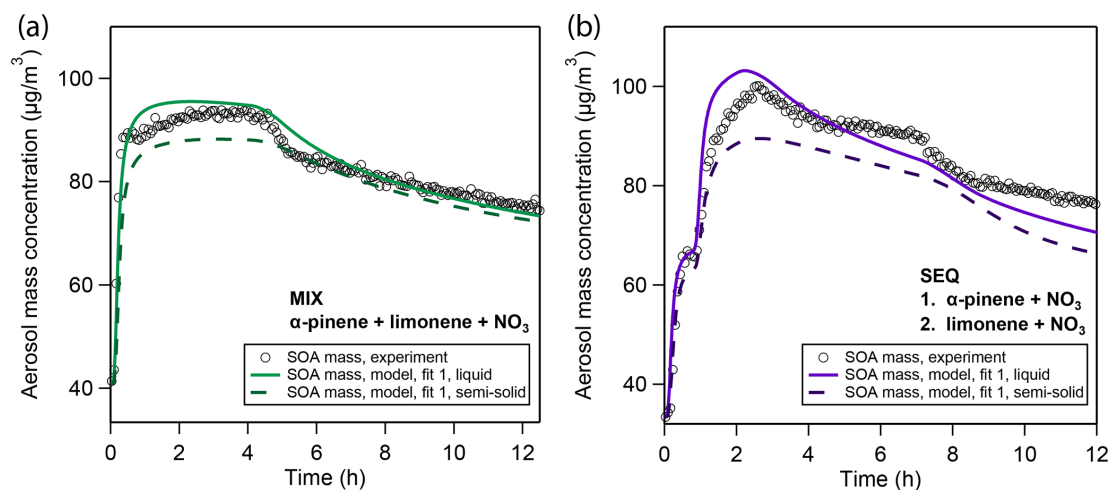 (a)
Aerosol mass concentration (µg/m³)
100
80
60
40
MIX
α-pinene + limonene + NO₃
SOA mass, experiment
SOA mass, model, fit 1, liquid
SOA mass, model, fit 1, semi-solid
0 2 4 6 8 10 12
Time (h)
(b)
Aerosol mass concentration (µg/m³)
100
80
60
40
SEQ
1. α-pinene + NO₃
2. limonene + NO₃
SOA mass, experiment
SOA mass, model, fit 1, liquid
SOA mass, model, fit 1, semi-solid
0 2 4 6 8 10 12
Time (h)